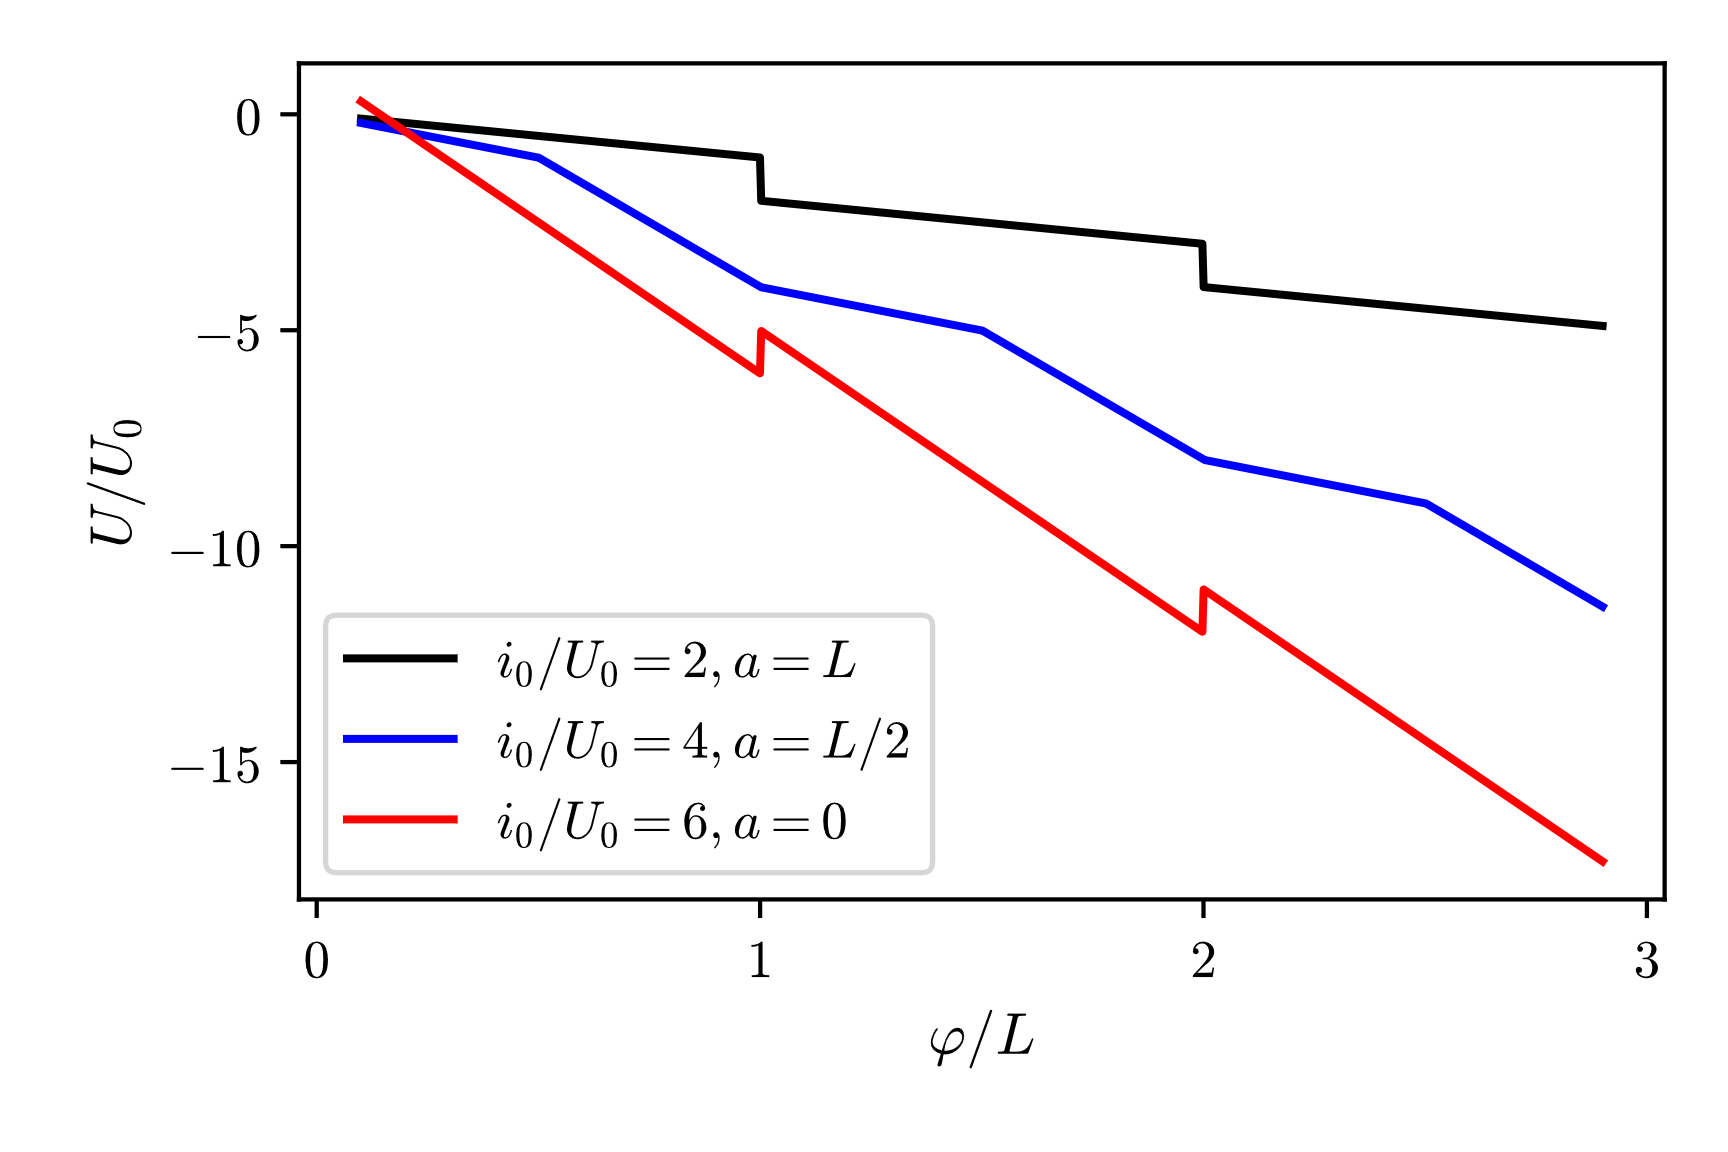 0
−5
−10
−15
U/U₀
i₀/U₀ = 2, a = L
i₀/U₀ = 4, a = L/2
i₀/U₀ = 6, a = 0
0 1 2 3
φ/L